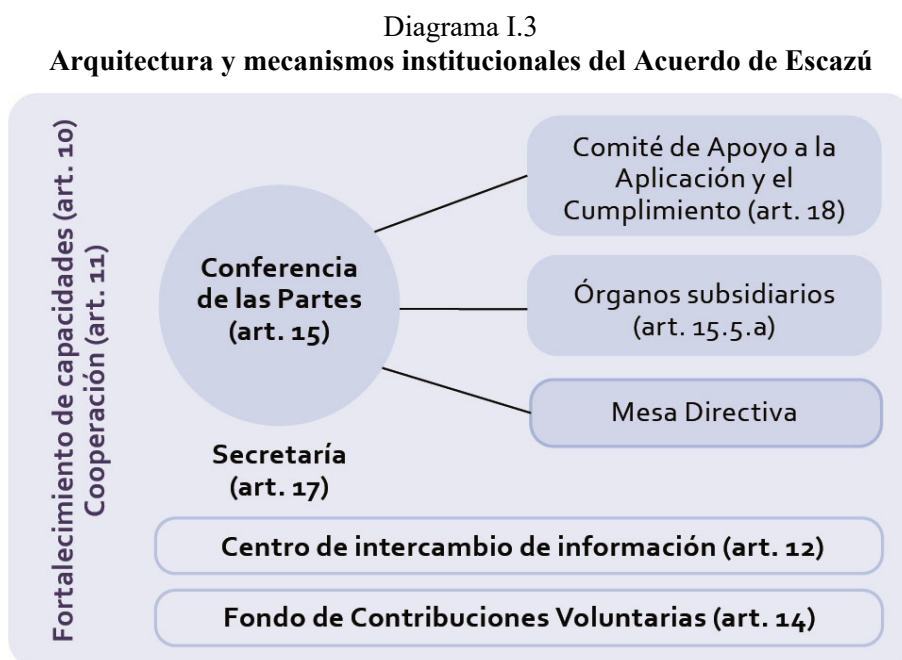 Diagrama I.3
Arquitectura y mecanismos institucionales del Acuerdo de Escazú
Fortalecimiento de capacidades (art. 10)
Cooperación (art. 11)
Conferencia
de las Partes
(art. 15)
Comité de Apoyo a la
Aplicación y el
Cumplimiento (art. 18)
Órganos subsidiarios
(art. 15.5.a)
Mesa Directiva
Secretaría
(art. 17)
Centro de intercambio de información (art. 12)
Fondo de Contribuciones Voluntarias (art. 14)